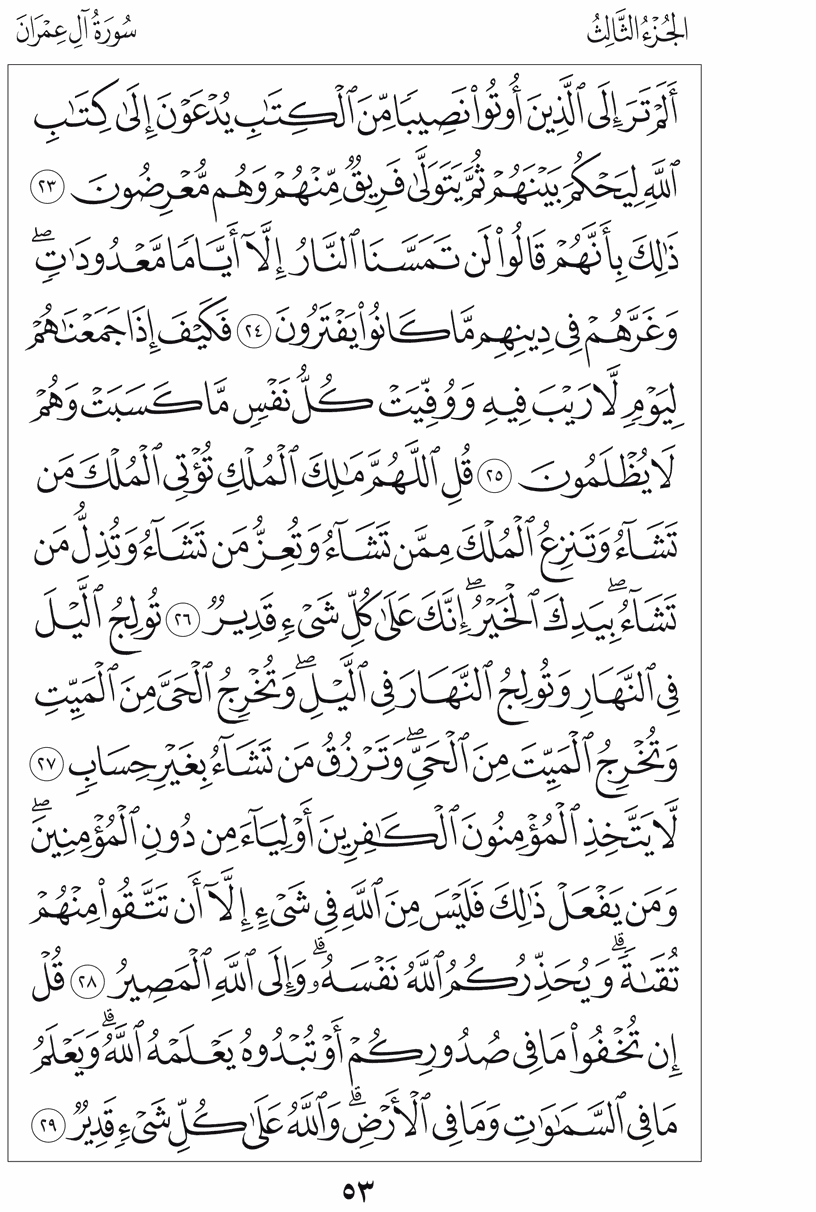 الجُزْءُ الثَّالِثُ
سُورَةُ آلِ عِمْرَانَ
أَلَمْ تَرَ إِلَى ٱلَّذِينَ أُوتُوا۟ نَصِيبًا مِّنَ ٱلْكِتَٰبِ يُدْعَوْنَ إِلَىٰ كِتَٰبِ
ٱللَّهِ لِيَحْكُمَ بَيْنَهُمْ ثُمَّ يَتَوَلَّىٰ فَرِيقٌ مِّنْهُمْ وَهُم مُّعْرِضُونَ ٢٣
ذَٰلِكَ بِأَنَّهُمْ قَالُوا۟ لَن تَمَسَّنَا ٱلنَّارُ إِلَّآ أَيَّامًا مَّعْدُودَٰتٍ ۖ
وَغَرَّهُمْ فِى دِينِهِم مَّا كَانُوا۟ يَفْتَرُونَ ٢٤ فَكَيْفَ إِذَا جَمَعْنَٰهُمْ
لِيَوْمٍ لَّا رَيْبَ فِيهِ وَوُفِّيَتْ كُلُّ نَفْسٍ مَّا كَسَبَتْ وَهُمْ
لَا يُظْلَمُونَ ٢٥ قُلِ ٱللَّهُمَّ مَٰلِكَ ٱلْمُلْكِ تُؤْتِى ٱلْمُلْكَ مَن
تَشَآءُ وَتَنزِعُ ٱلْمُلْكَ مِمَّن تَشَآءُ وَتُعِزُّ مَن تَشَآءُ وَتُذِلُّ مَن
تَشَآءُ ۖ بِيَدِكَ ٱلْخَيْرُ ۖ إِنَّكَ عَلَىٰ كُلِّ شَىْءٍ قَدِيرٌ ٢٦ تُولِجُ ٱلَّيْلَ
فِى ٱلنَّهَارِ وَتُولِجُ ٱلنَّهَارَ فِى ٱلَّيْلِ ۖ وَتُخْرِجُ ٱلْحَىَّ مِنَ ٱلْمَيِّتِ
وَتُخْرِجُ ٱلْمَيِّتَ مِنَ ٱلْحَىِّ ۖ وَتَرْزُقُ مَن تَشَآءُ بِغَيْرِ حِسَابٍ ٢٧
لَّا يَتَّخِذِ ٱلْمُؤْمِنُونَ ٱلْكَٰفِرِينَ أَوْلِيَآءَ مِن دُونِ ٱلْمُؤْمِنِينَ ۖ
وَمَن يَفْعَلْ ذَٰلِكَ فَلَيْسَ مِنَ ٱللَّهِ فِى شَىْءٍ إِلَّآ أَن تَتَّقُوا۟ مِنْهُمْ
تُقَىٰةً ۗ وَيُحَذِّرُكُمُ ٱللَّهُ نَفْسَهُۥ ۗ وَإِلَى ٱللَّهِ ٱلْمَصِيرُ ٢٨ قُلْ
إِن تُخْفُوا۟ مَا فِى صُدُورِكُمْ أَوْ تُبْدُوهُ يَعْلَمْهُ ٱللَّهُ ۗ وَيَعْلَمُ
مَا فِى ٱلسَّمَٰوَٰتِ وَمَا فِى ٱلْأَرْضِ ۗ وَٱللَّهُ عَلَىٰ كُلِّ شَىْءٍ قَدِيرٌ ٢٩
٥٣